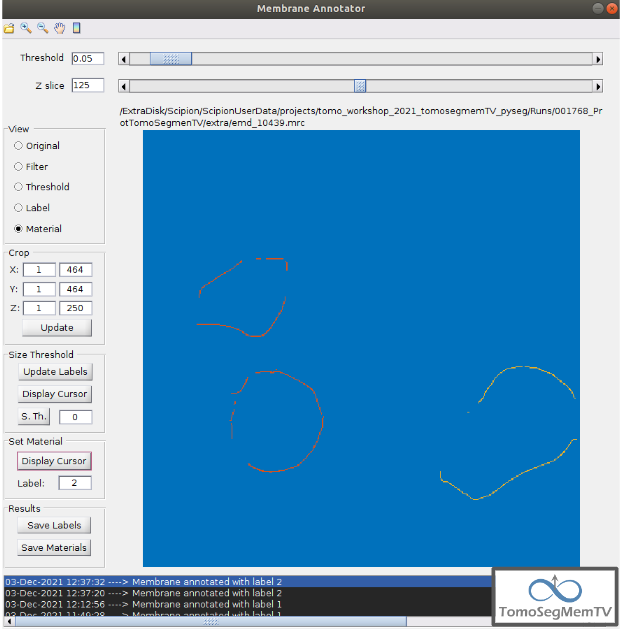 Membrane Annotator
Threshold 0.05
Z slice 125
/ExtraDisk/Scipion/ScipionUserData/projects/tomo_workshop_2021_tomosegmemTV_pyseg/Runs/001768_Pr
otTomoSegmenTV/extra/emd_10439.mrc
View
Original
Filter
Threshold
Label
Material
Crop
X: 1 464
Y: 1 464
Z: 1 250
Update
Size Threshold
Update Labels
Display Cursor
S. Th. 0
Set Material
Display Cursor
Label: 2
Results
Save Labels
Save Materials
03-Dec-2021 12:37:32 ----> Membrane annotated with label 2
03-Dec-2021 12:37:20 ----> Membrane annotated with label 2
03-Dec-2021 12:12:56 ----> Membrane annotated with label 1
03-Dec-2021 11:49:28 ----> Membrane annotated with label 1
TomoSegMemTV